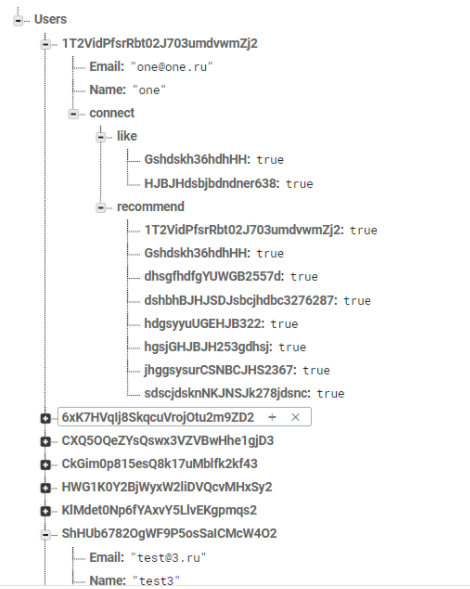 Users
1T2VidPfsrRbt02J703umdvwmZj2
Email: "one@one.ru"
Name: "one"
connect
like
Gshdskh36hdhHH: true
HJBJHdsbjbdndner638: true
recommend
1T2VidPfsrRbt02J703umdvwmZj2: true
Gshdskh36hdhHH: true
dhsgfhdfgYUWGB2557d: true
dshbhBJHJSDJsbcjhdbc3276287: true
hdgsyyuUGEHJB322: true
hgsjGHJBJH253gdhsj: true
jhggsysurCSNBCJHS2367: true
sdscjdsknNKJNSJk278jdsnc: true
6xK7HVqIj8SkqcuVrojOtu2m9ZD2 + ×
CXQ5OQeZYsQswx3VZVBwHhe1gjD3
CkGim0p815esQ8k17uMblfk2kf43
HWG1K0Y2BjWyxW2liDVQcvMHxSy2
KlMdet0Np6fYAxvY5LlvEKgpmqs2
ShHUb6782OgWF9P5osSaICMcW4O2
Email: "test@3.ru"
Name: "test3"